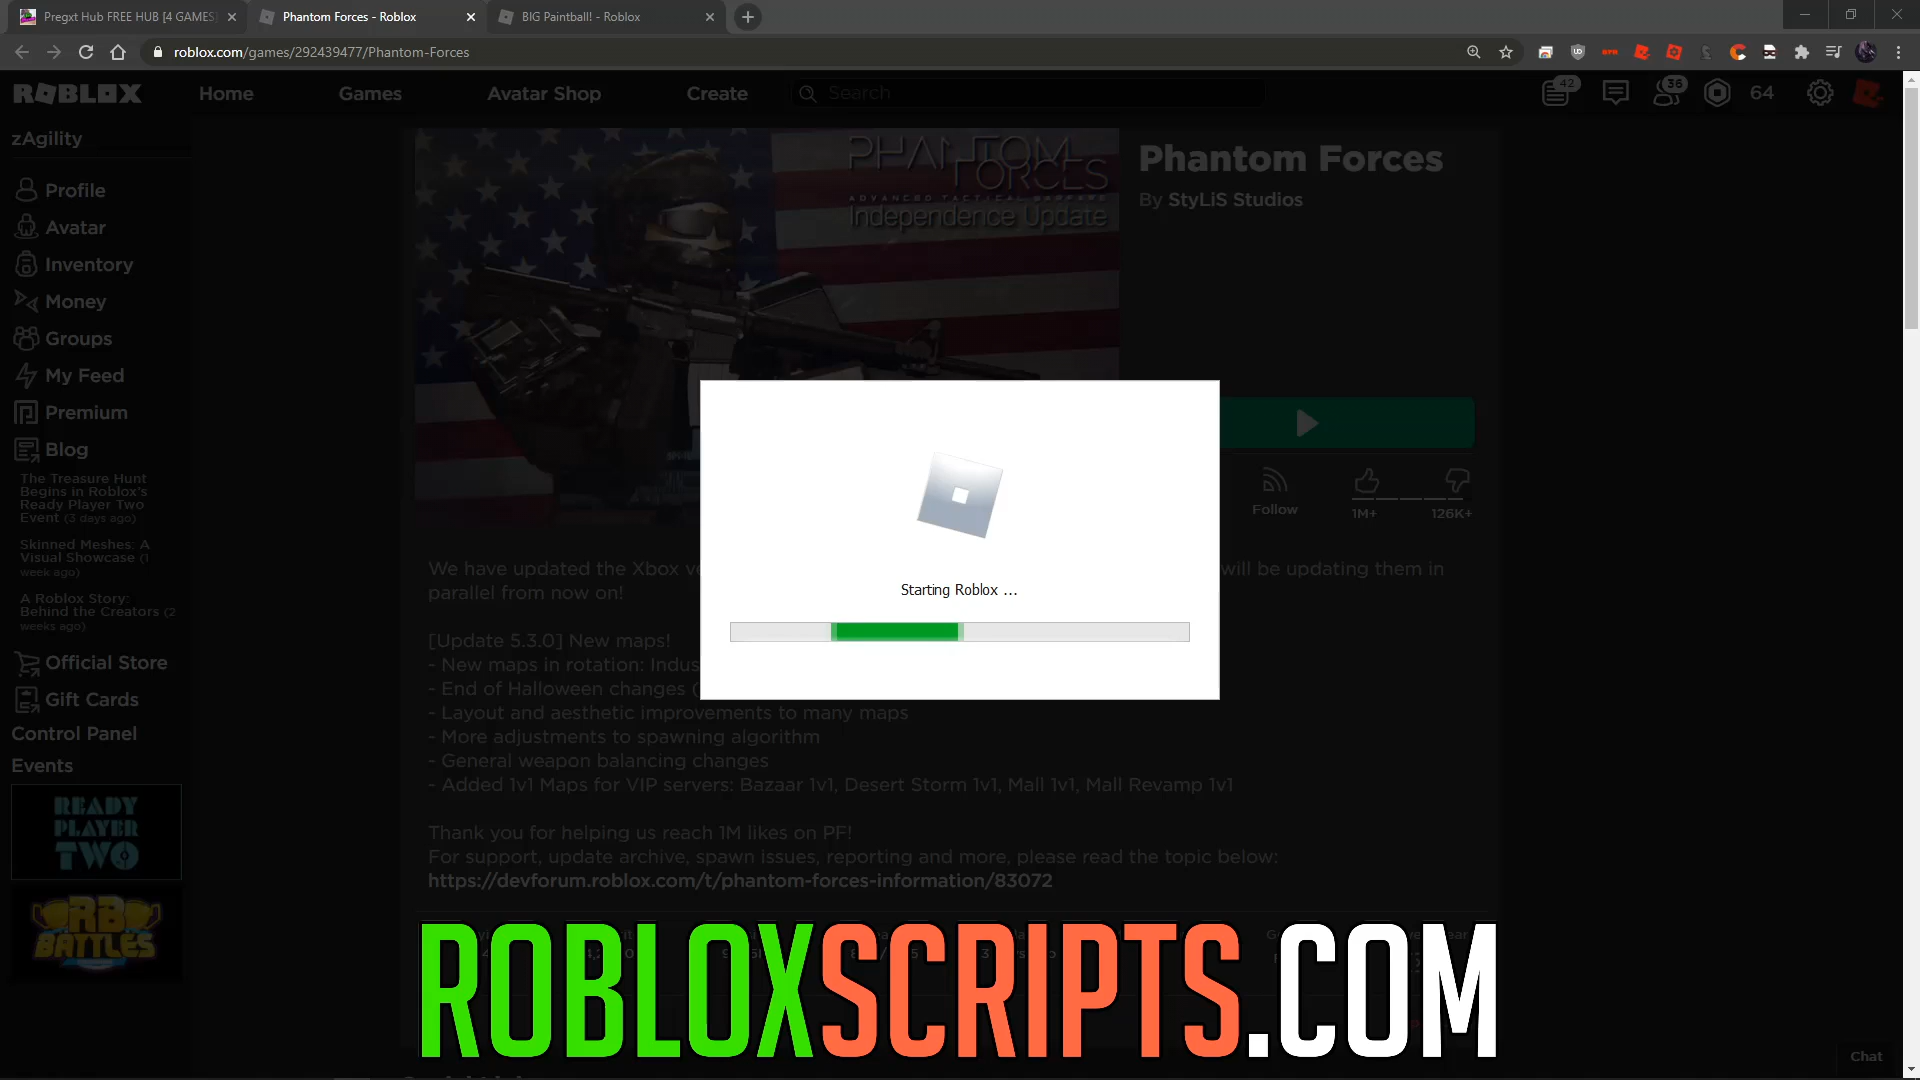 Pregxt Hub FREE HUB [4 GAMES]
Phantom Forces - Roblox
BIG Paintball! - Roblox
roblox.com/games/292439477/Phantom-Forces
ROBLOX
Home
Games
Avatar Shop
Create
Search
42
36
64
zAgility
Profile
Avatar
Inventory
Money
Groups
My Feed
Premium
Blog
The Treasure Hunt
Begins in Roblox's
Ready Player Two
Event (3 days ago)
Skinned Meshes: A
Visual Showcase (1
week ago)
A Roblox Story:
Behind the Creators (2
weeks ago)
Official Store
Gift Cards
Control Panel
Events
READY
PLAYER
TWO
RB
BATTLES
PHANTOM
FORCES
ADVANCED TACTICAL WARFARE
Independence Update
Phantom Forces
By StyLiS Studios
Follow
1M+
126K+
Starting Roblox ...
We have updated the Xbox ve
will be updating them in
parallel from now on!
[Update 5.3.0] New maps!
- New maps in rotation: Indus
- End of Halloween changes (
- Layout and aesthetic improvements to many maps
- More adjustments to spawning algorithm
- General weapon balancing changes
- Added 1v1 Maps for VIP servers: Bazaar 1v1, Desert Storm 1v1, Mall 1v1, Mall Revamp 1v1
Thank you for helping us reach 1M likes on PF!
For support, update archive, spawn issues, reporting and more, please read the topic below:
https://devforum.roblox.com/t/phantom-forces-information/83072
ROBLOXSCRIPTS.COM
Chat